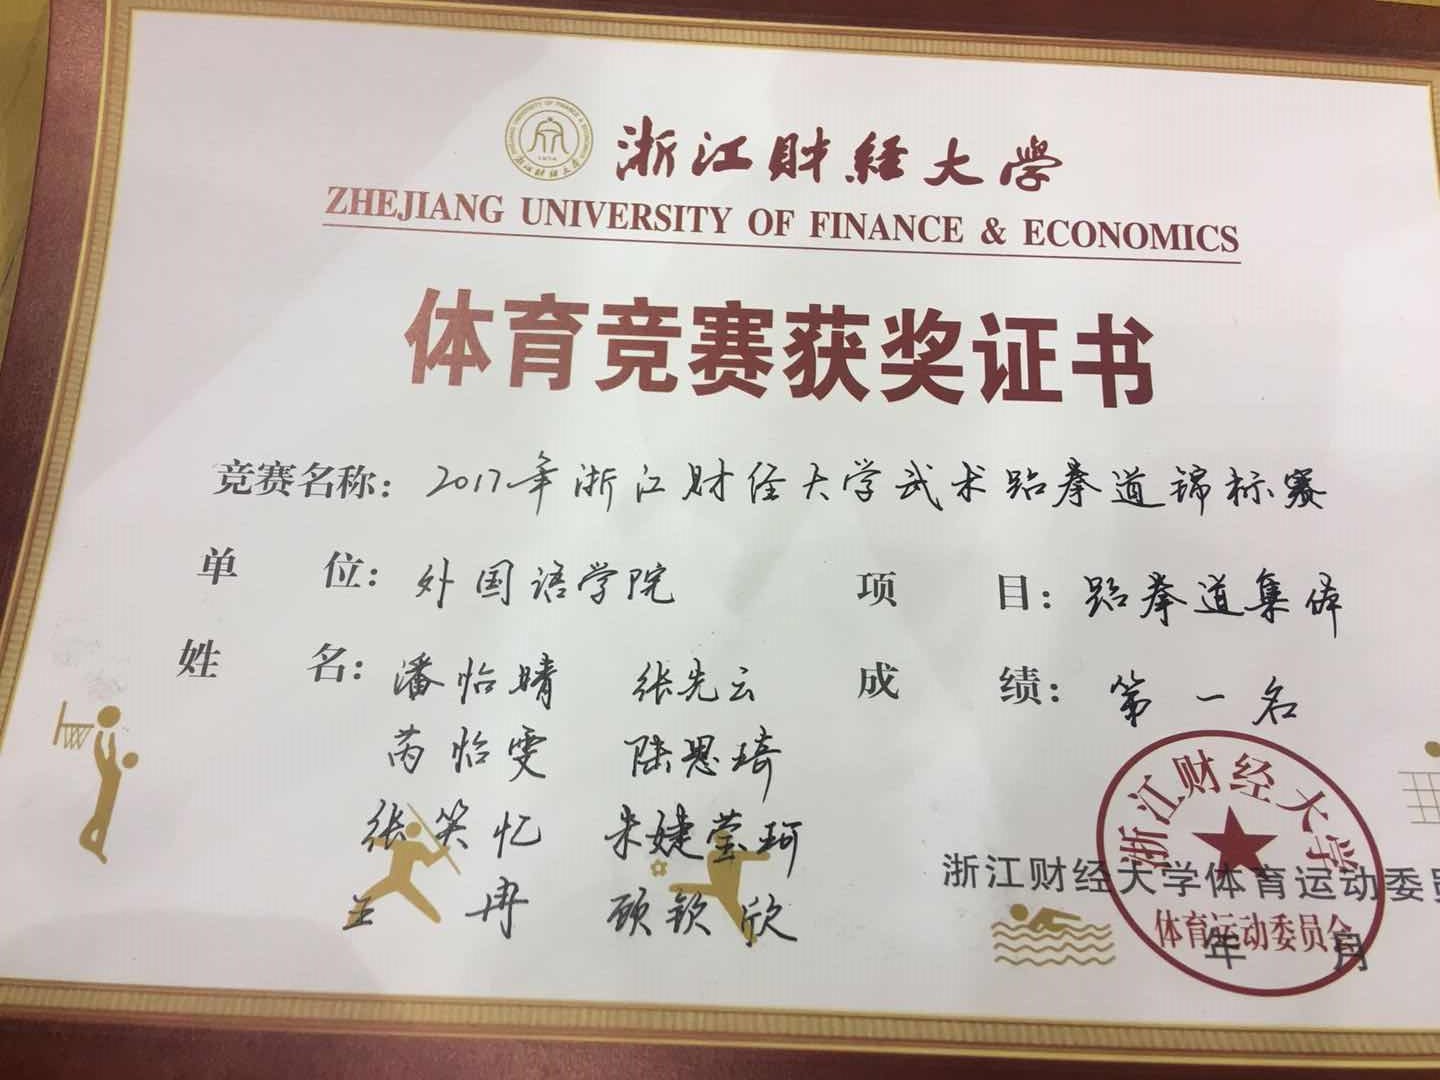 浙江财经大学
ZHEJIANG UNIVERSITY OF FINANCE & ECONOMICS
体育竞赛获奖证书
竞赛名称：2017年浙江财经大学武术跆拳道锦标赛
单 位：外国语学院 项 目：跆拳道集体
姓 名：潘怡晴 张先云 成 绩：第一名
芮怡雯 陆思琦
张笑忆 朱婕莹珂
王冉 顾钦欣
浙江财经大学体育运动委员
年 月
浙江财经大学
体育运动委员会